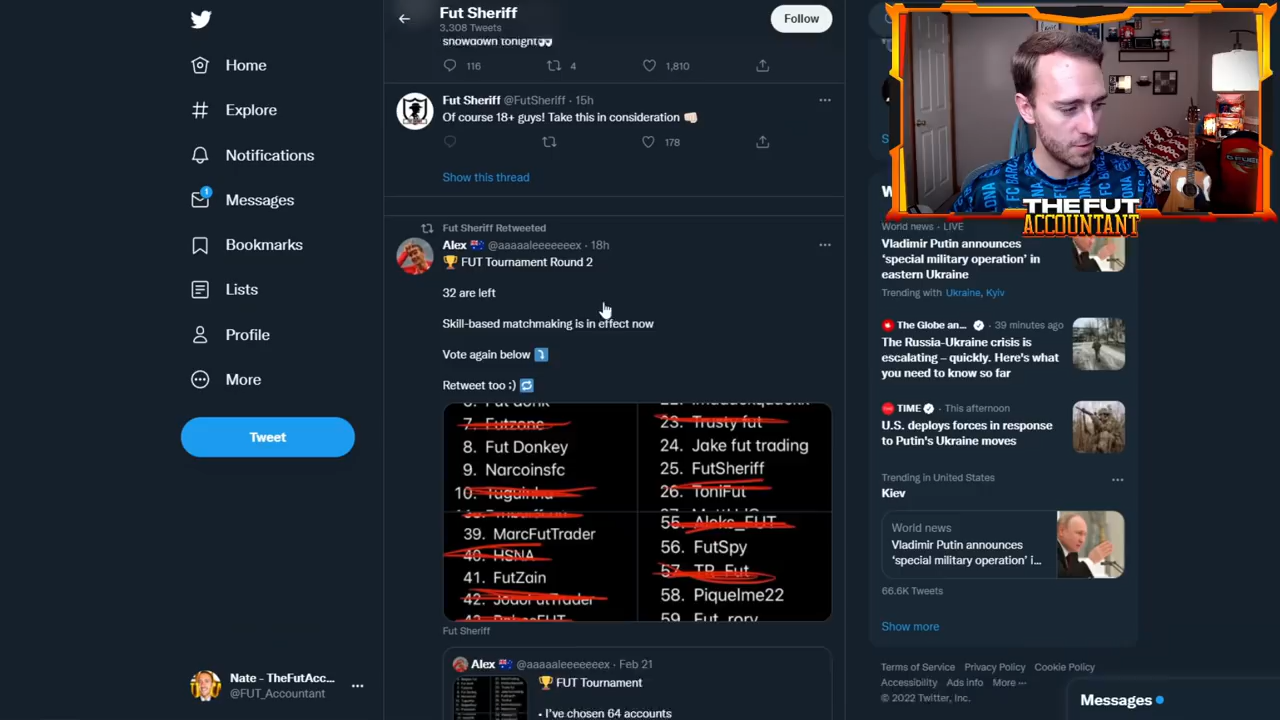 Fut Sheriff
3,308 Tweets
Follow
showdown tonight
116
4
1,810
Fut Sheriff @FutSheriff · 15h
Of course 18+ guys! Take this in consideration
178
Show this thread
Fut Sheriff Retweeted
Alex @aaaaaleeeeeeex · 18h
FUT Tournament Round 2
32 are left
Skill-based matchmaking is in effect now
Vote again below
Retweet too ;)
7. Futzone
8. Fut Donkey
9. Narcoinsfc
10.
39. MarcFutTrader
40. HSNA
41. FutZain
42. JodoFutTrader
23. Trusty fut
24. Jake fut trading
25. FutSheriff
26. ToniFut
55. Aleks_FUT
56. FutSpy
57. TR_Fut
58. Piquelme22
59. Fut_rory
Fut Sheriff
Alex @aaaaaleeeeeeex · Feb 21
FUT Tournament
• I've chosen 64 accounts
Home
Explore
Notifications
1
Messages
Bookmarks
Lists
Profile
More
Tweet
Nate - TheFutAcc...
@FUT_Accountant
THE FUT
ACCOUNTANT
World news · LIVE
Vladimir Putin announces
‘special military operation’ in
eastern Ukraine
Trending with Ukraine, Kyiv
The Globe an... · 39 minutes ago
The Russia-Ukraine crisis is
escalating – quickly. Here's what
you need to know so far
TIME · This afternoon
U.S. deploys forces in response
to Putin's Ukraine moves
Trending in United States
Kiev
World news
Vladimir Putin announces
‘special military operation’ i...
66.6K Tweets
Show more
Terms of Service Privacy Policy Cookie Policy
Accessibility Ads info More ···
© 2022 Twitter, Inc.
Messages